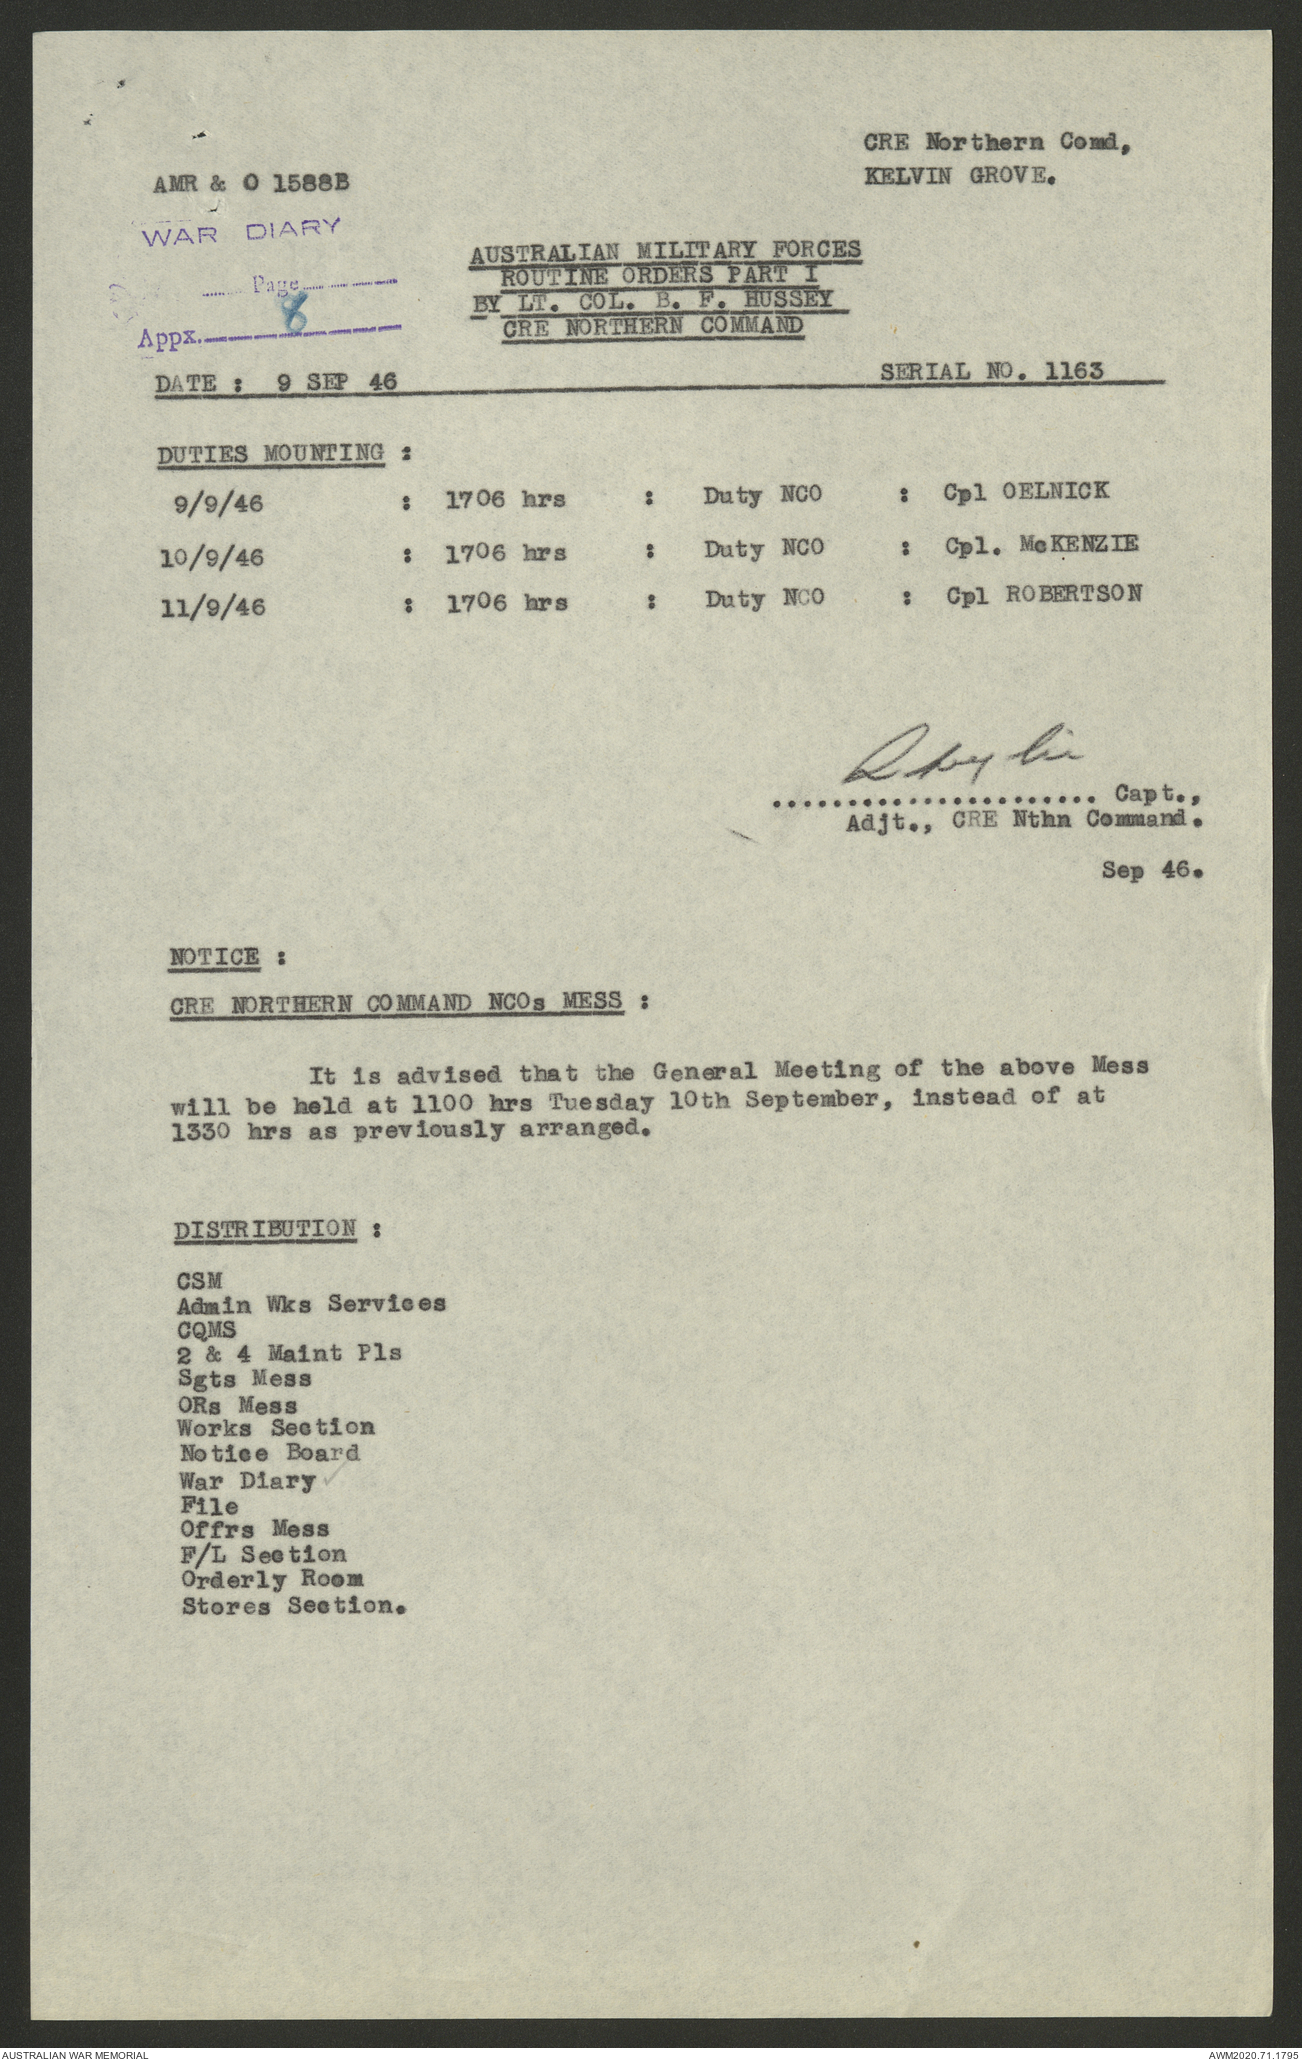 CRE Northern Comd,
KELVIN GROVE.
AMR & O 1588B
WAR DIARY
Page
8
Appx.
AUSTRALIAN MILITARY FORCES
ROUTINE ORDERS PART I
BY LT. COL. B. F. HUSSEY
CRE NORTHERN COMMAND
DATE : 9 SEP 46 SERIAL NO. 1163
DUTIES MOUNTING :
9/9/46 : 1706 hrs : Duty NCO : Cpl OELNICK
10/9/46 : 1706 hrs : Duty NCO : Cpl. McKENZIE
11/9/46 : 1706 hrs : Duty NCO : Cpl ROBERTSON
...................... Capt.,
Adjt., CRE Nthn Command.
Sep 46.
NOTICE :
CRE NORTHERN COMMAND NCOs MESS :
It is advised that the General Meeting of the above Mess
will be held at 1100 hrs Tuesday 10th September, instead of at
1330 hrs as previously arranged.
DISTRIBUTION :
CSM
Admin Wks Services
CQMS
2 & 4 Maint Pls
Sgts Mess
ORs Mess
Works Section
Notice Board
War Diary ✓
File
Offrs Mess
F/L Section
Orderly Room
Stores Section.
AUSTRALIAN WAR MEMORIAL AWM2020.71.1795